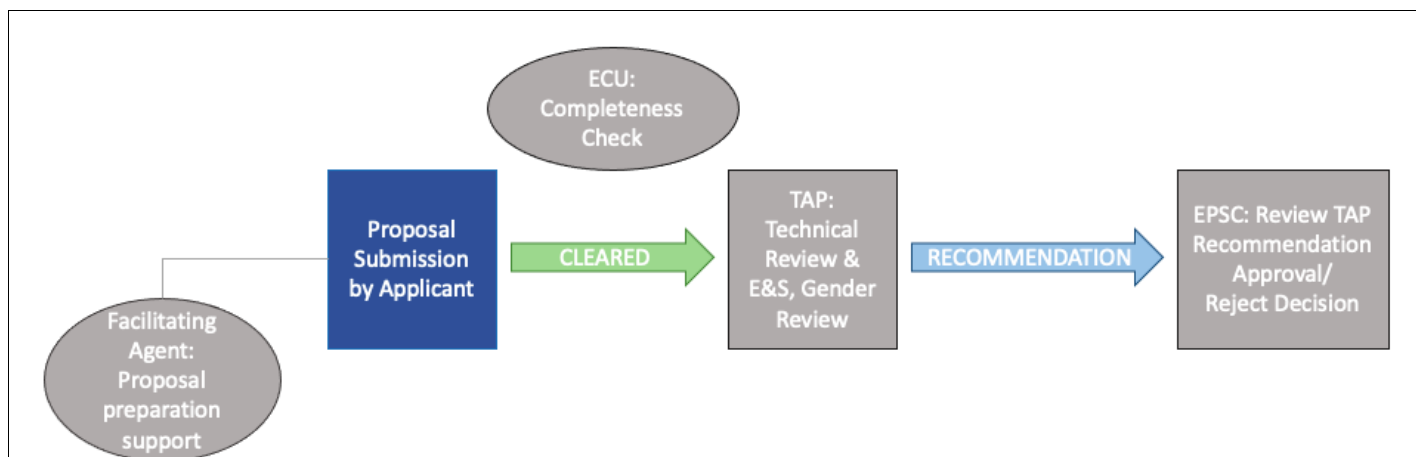 ECU:
Completeness
Check
Proposal
Submission
by Applicant
CLEARED
TAP:
Technical
Review &
E&S, Gender
Review
RECOMMENDATION
EPSC: Review TAP
Recommendation
Approval/
Reject Decision
Facilitating
Agent:
Proposal
preparation
support